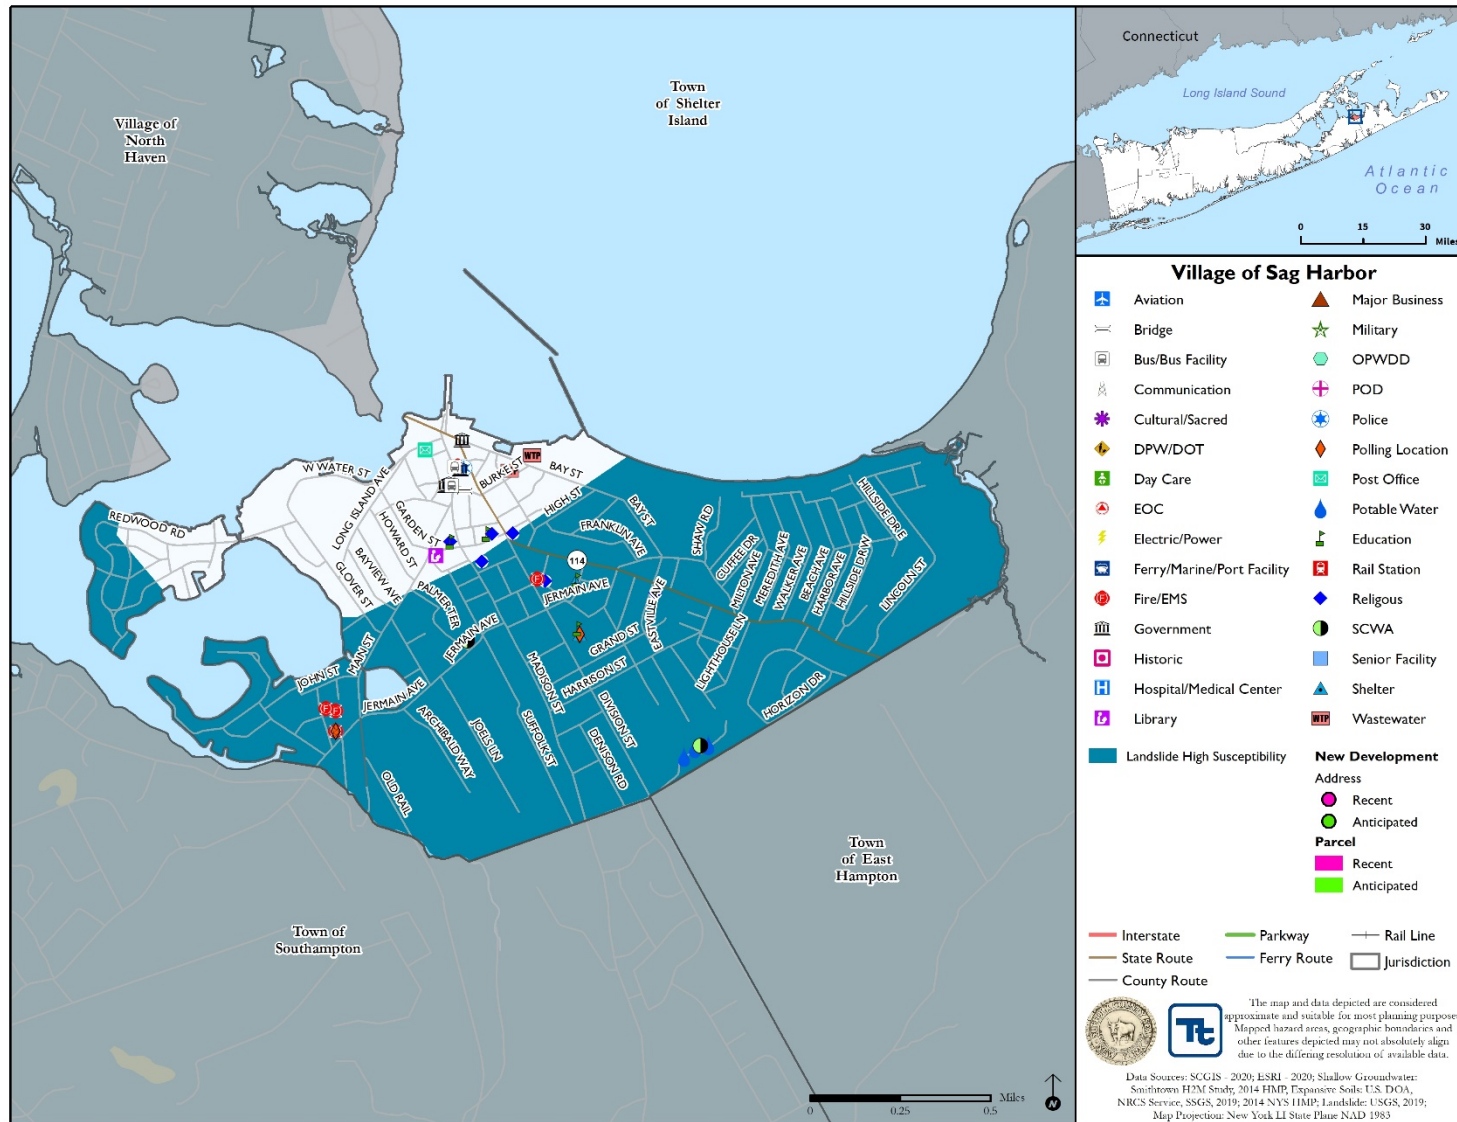 Village of
North
Haven
Town
of Shelter
Island
W WATER ST
LONG ISLAND AVE
REDWOOD RD
GARDEN ST
HOWARD ST
BAYVIEW AVE
GLOVER ST
BURKE ST
BAY ST
HIGH ST
BAY ST
FRANKLIN AVE
SHAW RD
CUFFEE DR
MILTON AVE
MEREDITH AVE
WALKER AVE
BEACH AVE
HARBOR AVE
HILLSIDE DR W
HILLSIDE DR E
LINCOLN ST
114
PALMER TER
JERMAIN AVE
JERMAIN AVE
EASTVILLE AVE
GRAND ST
HARRISON ST
LIGHTHOUSE LN
HORIZON DR
MAIN ST
JOHN ST
JERMAIN AVE
MADISON ST
DIVISION ST
SUFFOLK ST
DENISON RD
JOELS LN
ARCHIBALD WAY
OLD RAIL
WTP
F
F
F
Town of
Southampton
Town
of East
Hampton
0 0.25 0.5 Miles
N
Connecticut
Long Island Sound
Atlantic
Ocean
0 15 30
Miles
Village of Sag Harbor
Aviation
Bridge
Bus/Bus Facility
Communication
Cultural/Sacred
DPW/DOT
Day Care
EOC
Electric/Power
Ferry/Marine/Port Facility
F Fire/EMS
Government
Historic
H Hospital/Medical Center
Library
Landslide High Susceptibility
Major Business
Military
OPWDD
POD
Police
Polling Location
Post Office
Potable Water
Education
Rail Station
Religous
SCWA
Senior Facility
Shelter
WTP Wastewater
New Development
Address
Recent
Anticipated
Parcel
Recent
Anticipated
Interstate
Parkway
Rail Line
State Route
Ferry Route
Jurisdiction
County Route
Tt
The map and data depicted are considered
approximate and suitable for most planning purpose
Mapped hazard areas, geographic boundaries and
other features depicted may not absolutely align
due to the differing resolution of available data.
Data Sources: SCGIS - 2020; ESRI - 2020; Shallow Groundwater:
Smithtown H2M Study, 2014 HMP, Expansive Soils: U.S. DOA,
NRCS Service, SSGS, 2019; 2014 NYS HMP; Landslide: USGS, 2019;
Map Projection: New York LI State Plane NAD 1983